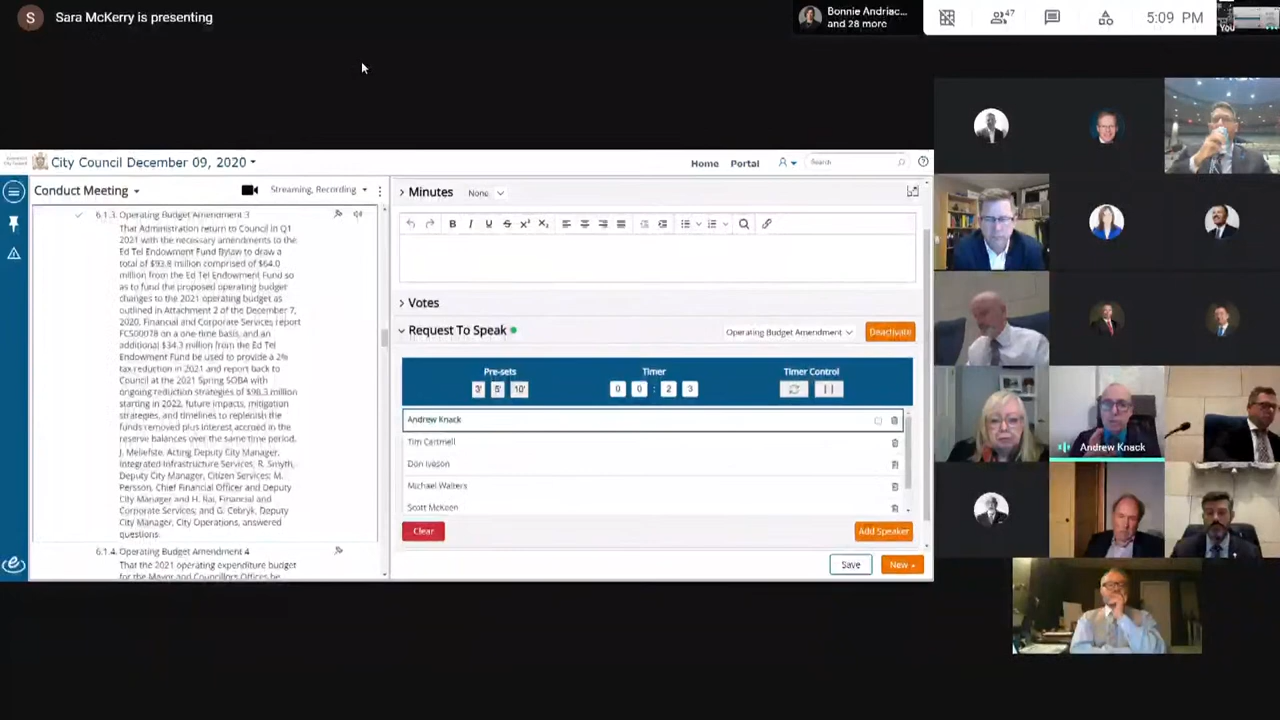 S Sara McKerry is presenting
Bonnie Andriac...
and 28 more
47
5:09 PM
YOU
City Council December 09, 2020
Home Portal Search
Conduct Meeting
Streaming, Recording
6.1.3. Operating Budget Amendment 3
That Administration return to Council in Q1
2021 with the necessary amendments to the
Ed Tel Endowment Fund Bylaw to draw a
total of $93.8 million comprised of $64.0
million from the Ed Tel Endowment Fund so
as to fund the proposed operating budget
changes to the 2021 operating budget as
outlined in Attachment 2 of the December 7,
2020, Financial and Corporate Services report
FCS00078 on a one-time basis, and an
additional $34.3 million from the Ed Tel
Endowment Fund be used to provide a 2%
tax reduction in 2021 and report back to
Council at the 2021 Spring SOBA with
ongoing reduction strategies of $98.3 million
starting in 2022, future impacts, mitigation
strategies, and timelines to replenish the
funds removed plus interest accrued in the
reserve balances over the same time period.
J. Meliefste, Acting Deputy City Manager,
Integrated Infrastructure Services; R. Smyth,
Deputy City Manager, Citizen Services; M.
Persson, Chief Financial Officer and Deputy
City Manager and H. Rai, Financial and
Corporate Services; and G. Cebryk, Deputy
City Manager, City Operations, answered
questions.
6.1.4. Operating Budget Amendment 4
That the 2021 operating expenditure budget
for the Mayor and Councillors Offices be
Minutes None
B I U S X² X₂
Votes
Request To Speak
Operating Budget Amendment
Deactivate
Pre-sets Timer Timer Control
3' 5' 10' 0 0 : 2 3
Andrew Knack
Tim Cartmell
Don Iveson
Michael Walters
Scott McKeen
Clear
Add Speaker
Save
New
Andrew Knack